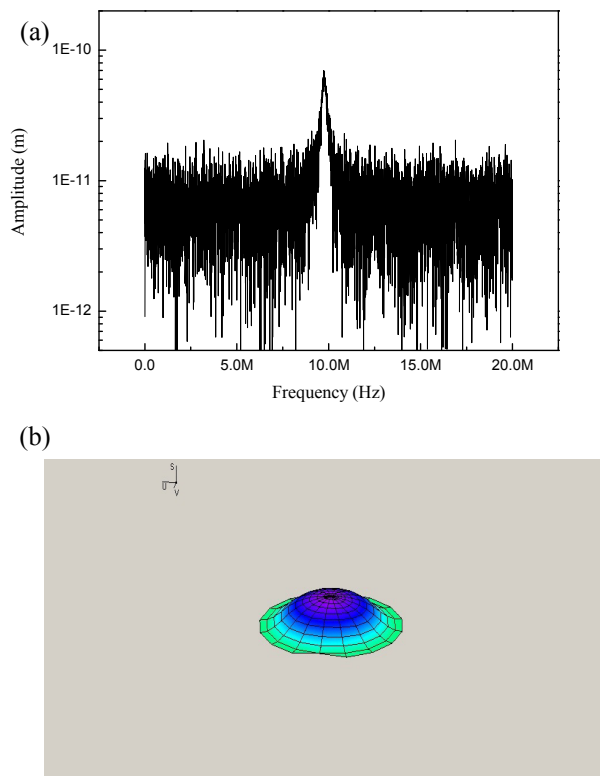 (a)
1E-10
1E-11
1E-12
Amplitude (m)
0.0 5.0M 10.0M 15.0M 20.0M
Frequency (Hz)
(b)
S
U
V